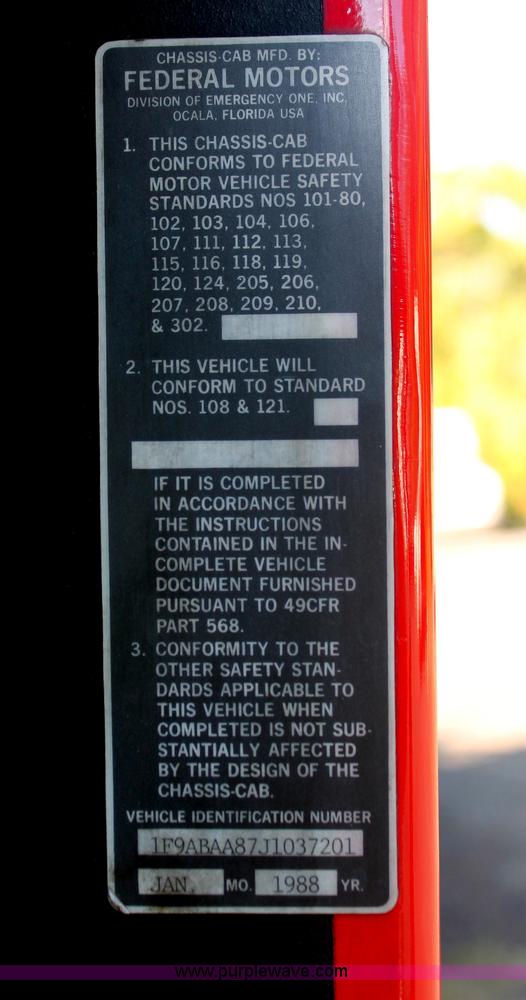 CHASSIS-CAB MFD. BY:
FEDERAL MOTORS
DIVISION OF EMERGENCY ONE, INC.
OCALA, FLORIDA USA
1. THIS CHASSIS-CAB
CONFORMS TO FEDERAL
MOTOR VEHICLE SAFETY
STANDARDS NOS 101-80,
102, 103, 104, 106,
107, 111, 112, 113,
115, 116, 118, 119,
120, 124, 205, 206,
207, 208, 209, 210,
& 302.
2. THIS VEHICLE WILL
CONFORM TO STANDARD
NOS. 108 & 121.
IF IT IS COMPLETED
IN ACCORDANCE WITH
THE INSTRUCTIONS
CONTAINED IN THE IN-
COMPLETE VEHICLE
DOCUMENT FURNISHED
PURSUANT TO 49CFR
PART 568.
3. CONFORMITY TO THE
OTHER SAFETY STAN-
DARDS APPLICABLE TO
THIS VEHICLE WHEN
COMPLETED IS NOT SUB-
STANTIALLY AFFECTED
BY THE DESIGN OF THE
CHASSIS-CAB.
VEHICLE IDENTIFICATION NUMBER
1F9ABAA87J1037201
JAN. MO. 1988 YR.
www.purplewave.com